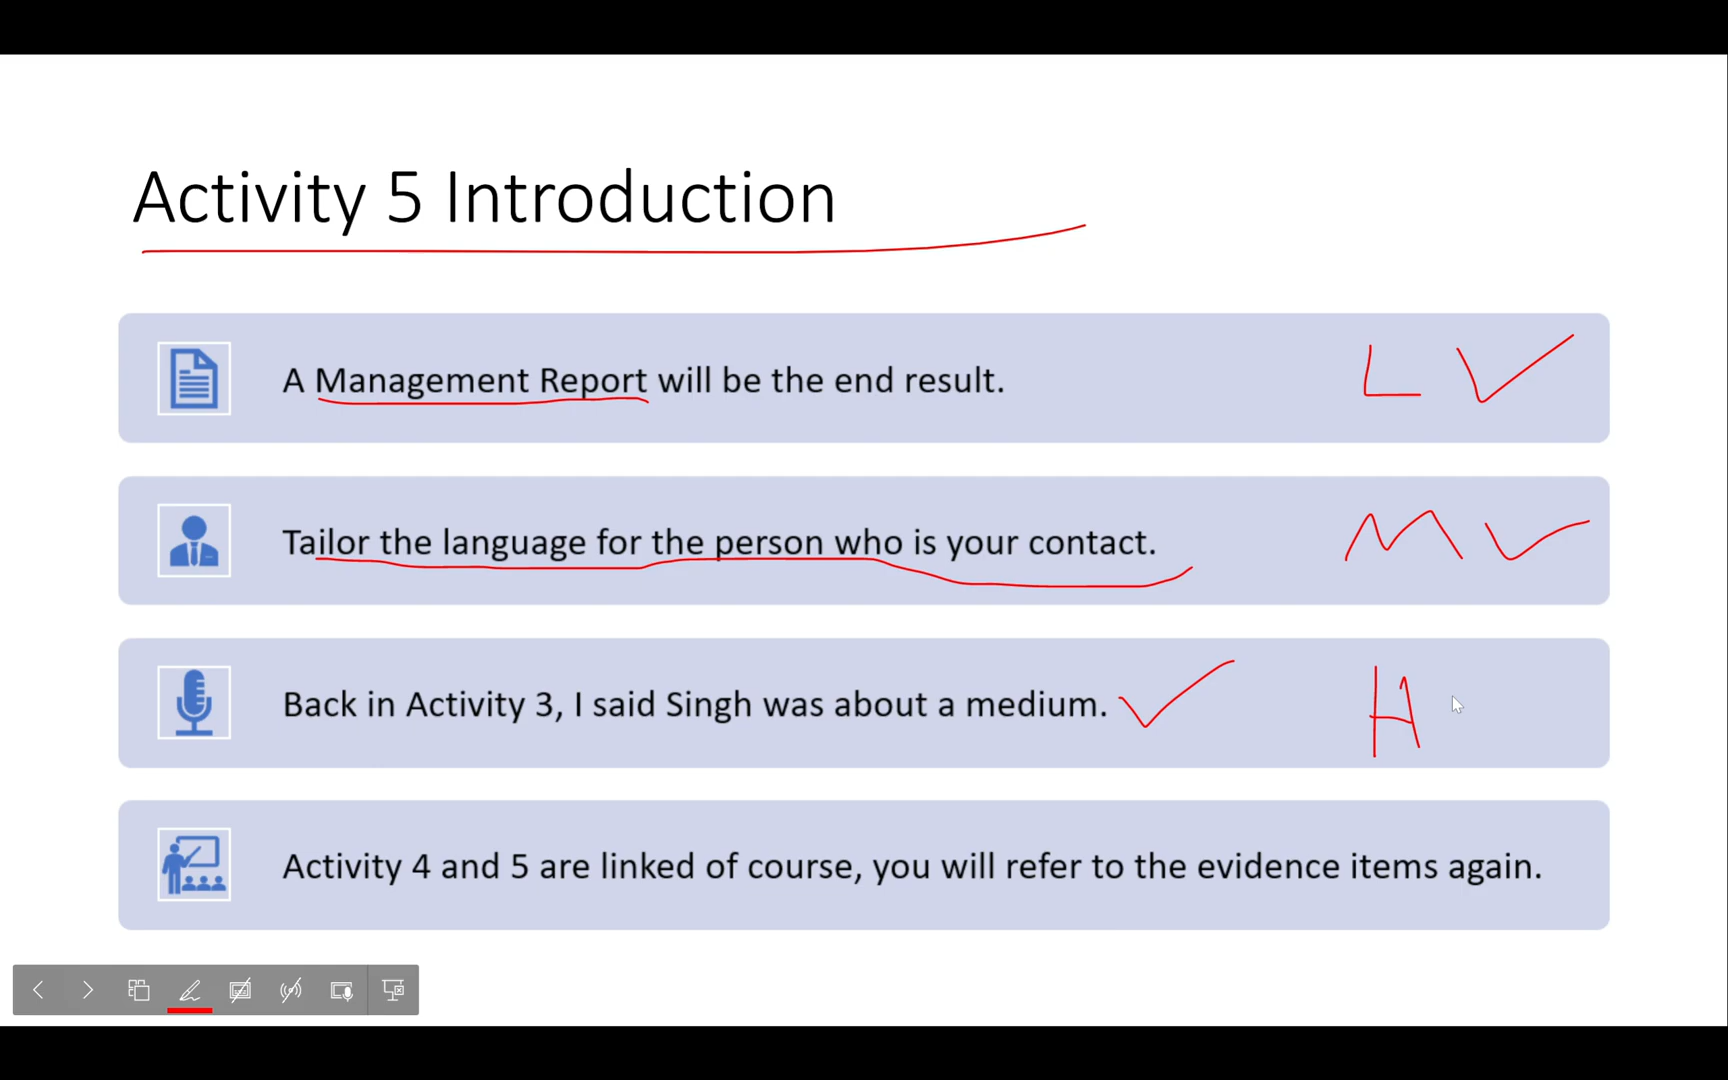 Activity 5 Introduction
A Management Report will be the end result.
L
Tailor the language for the person who is your contact.
M
Back in Activity 3, I said Singh was about a medium.
H
Activity 4 and 5 are linked of course, you will refer to the evidence items again.